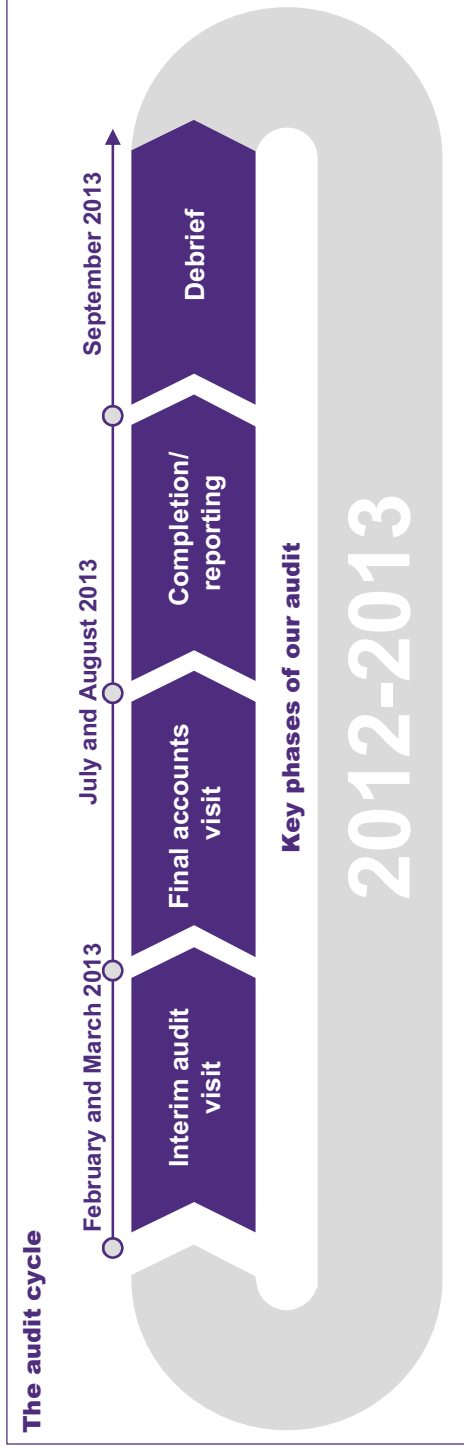 The audit cycle
February and March 2013
July and August 2013
September 2013
Interim audit
visit
Final accounts
visit
Completion/
reporting
Debrief
Key phases of our audit
2012-2013